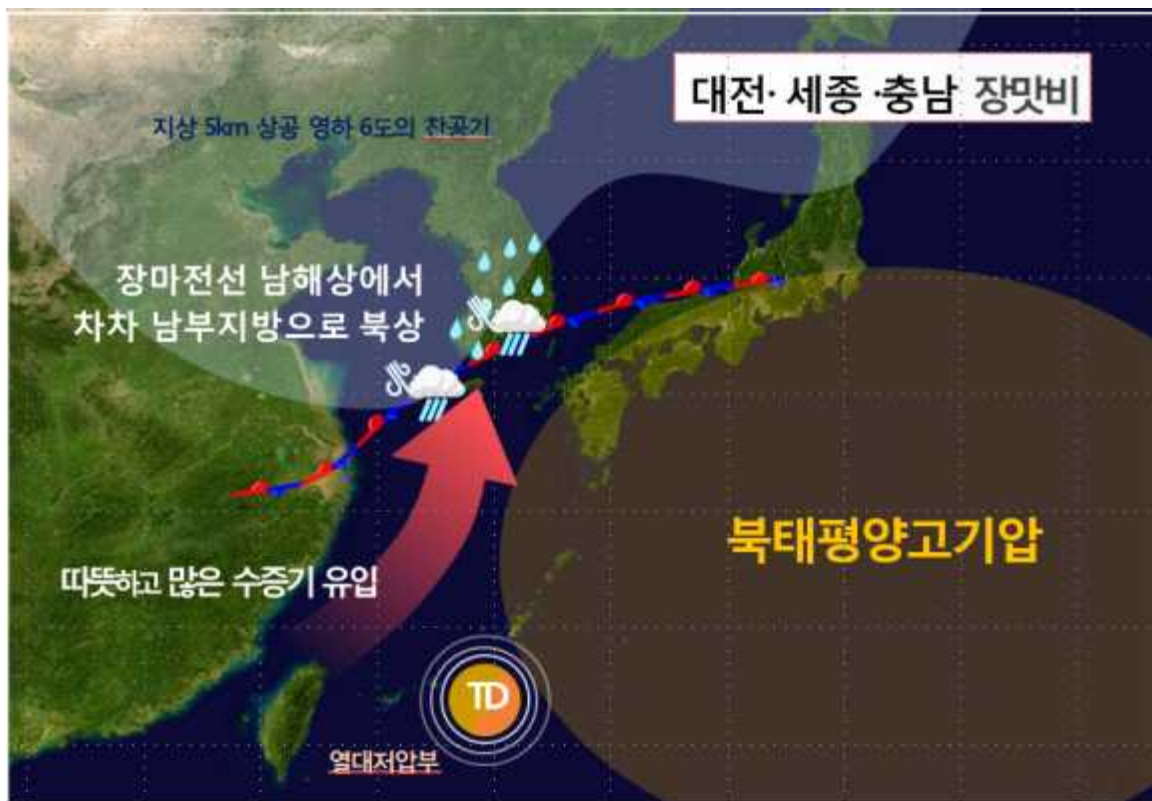 대전· 세종 ·충남 장맛비
지상 5km 상공 영하 6도의 찬공기
장마전선 남해상에서
차차 남부지방으로 북상
북태평양고기압
따뜻하고 많은 수증기 유입
TD
열대저압부